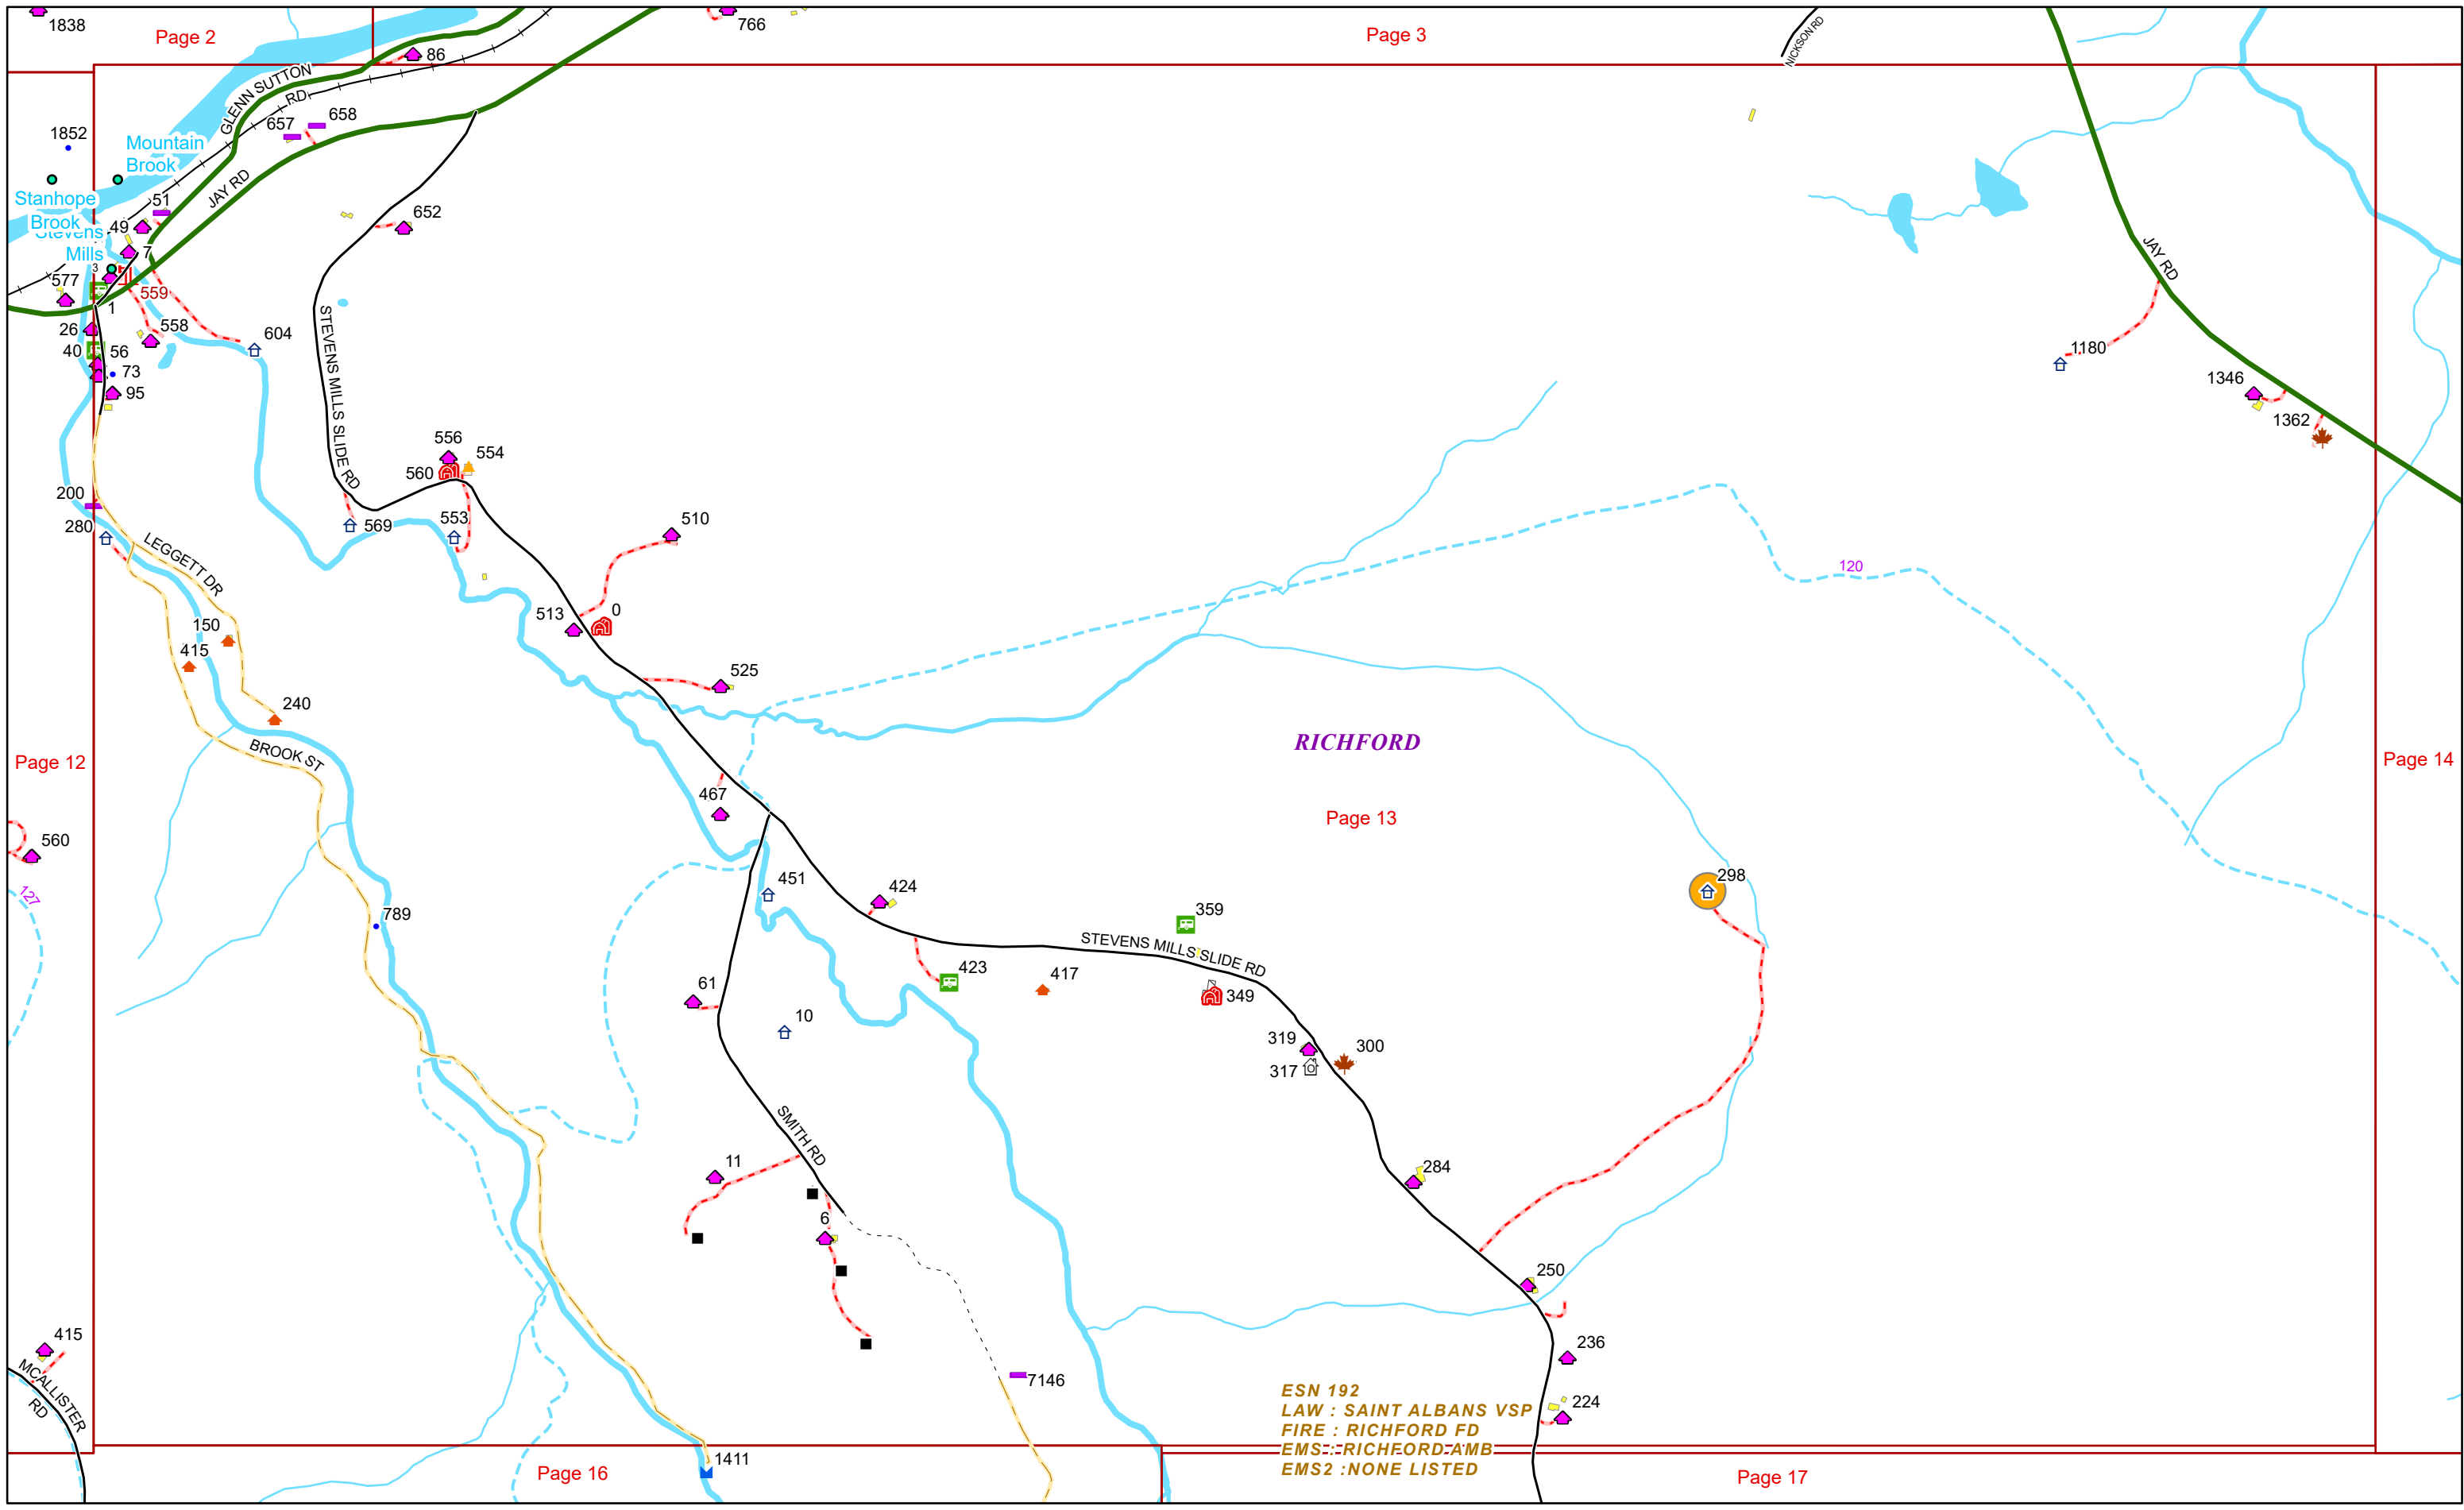 1838
Page 2
766
Page 3
NICKSON RD
86
GLENN SUTTON
RD
657
658
1852
Mountain
Brook
JAY RD
Stanhope
Brook
Stevens
Mills
51
49
7
3
577
559
1
652
JAY RD
26
558
604
40
56
73
95
1180
1346
1362
STEVENS MILLS SLIDE RD
556
554
560
200
280
569
553
510
LEGGETT DR
120
513
0
150
415
525
240
BROOK ST
RICHFORD
Page 12
Page 14
467
Page 13
560
127
451
424
298
789
359
STEVENS MILLS SLIDE RD
423
417
61
349
10
319
300
317
SMITH RD
11
284
6
250
415
236
MCALLISTER
RD
7146
224
ESN 192
LAW : SAINT ALBANS VSP
FIRE : RICHFORD FD
EMS : RICHFORD AMB
EMS2 :NONE LISTED
1411
Page 16
Page 17